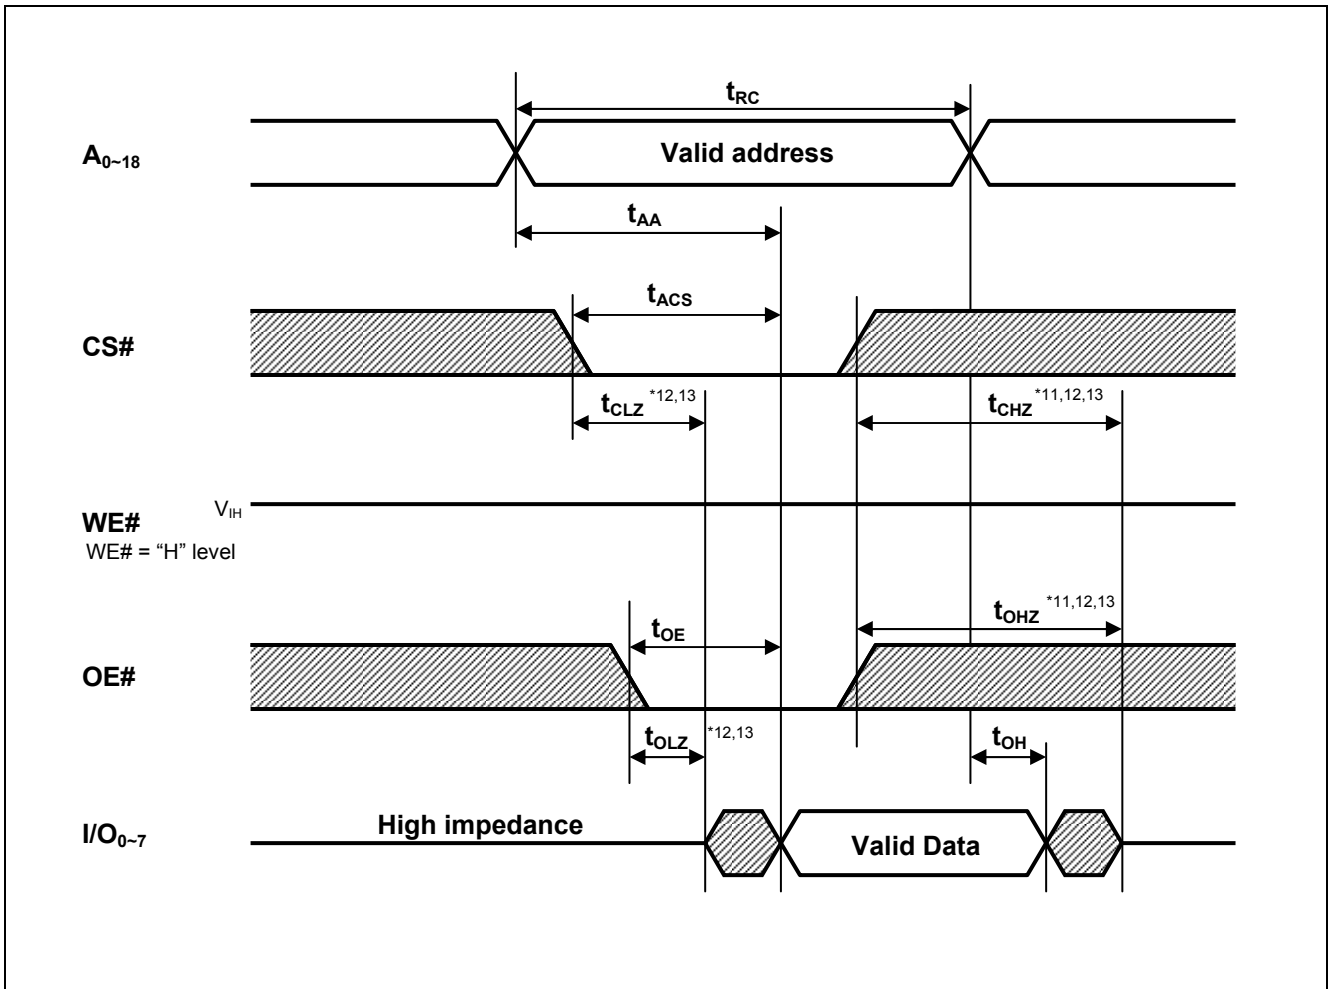 tRC
A0~18
Valid address
tAA
tACS
CS#
tCLZ *12,13
tCHZ *11,12,13
VIH
WE#
WE# = “H” level
tOHZ *11,12,13
tOE
OE#
tOLZ *12,13
tOH
High impedance
I/O0~7
Valid Data